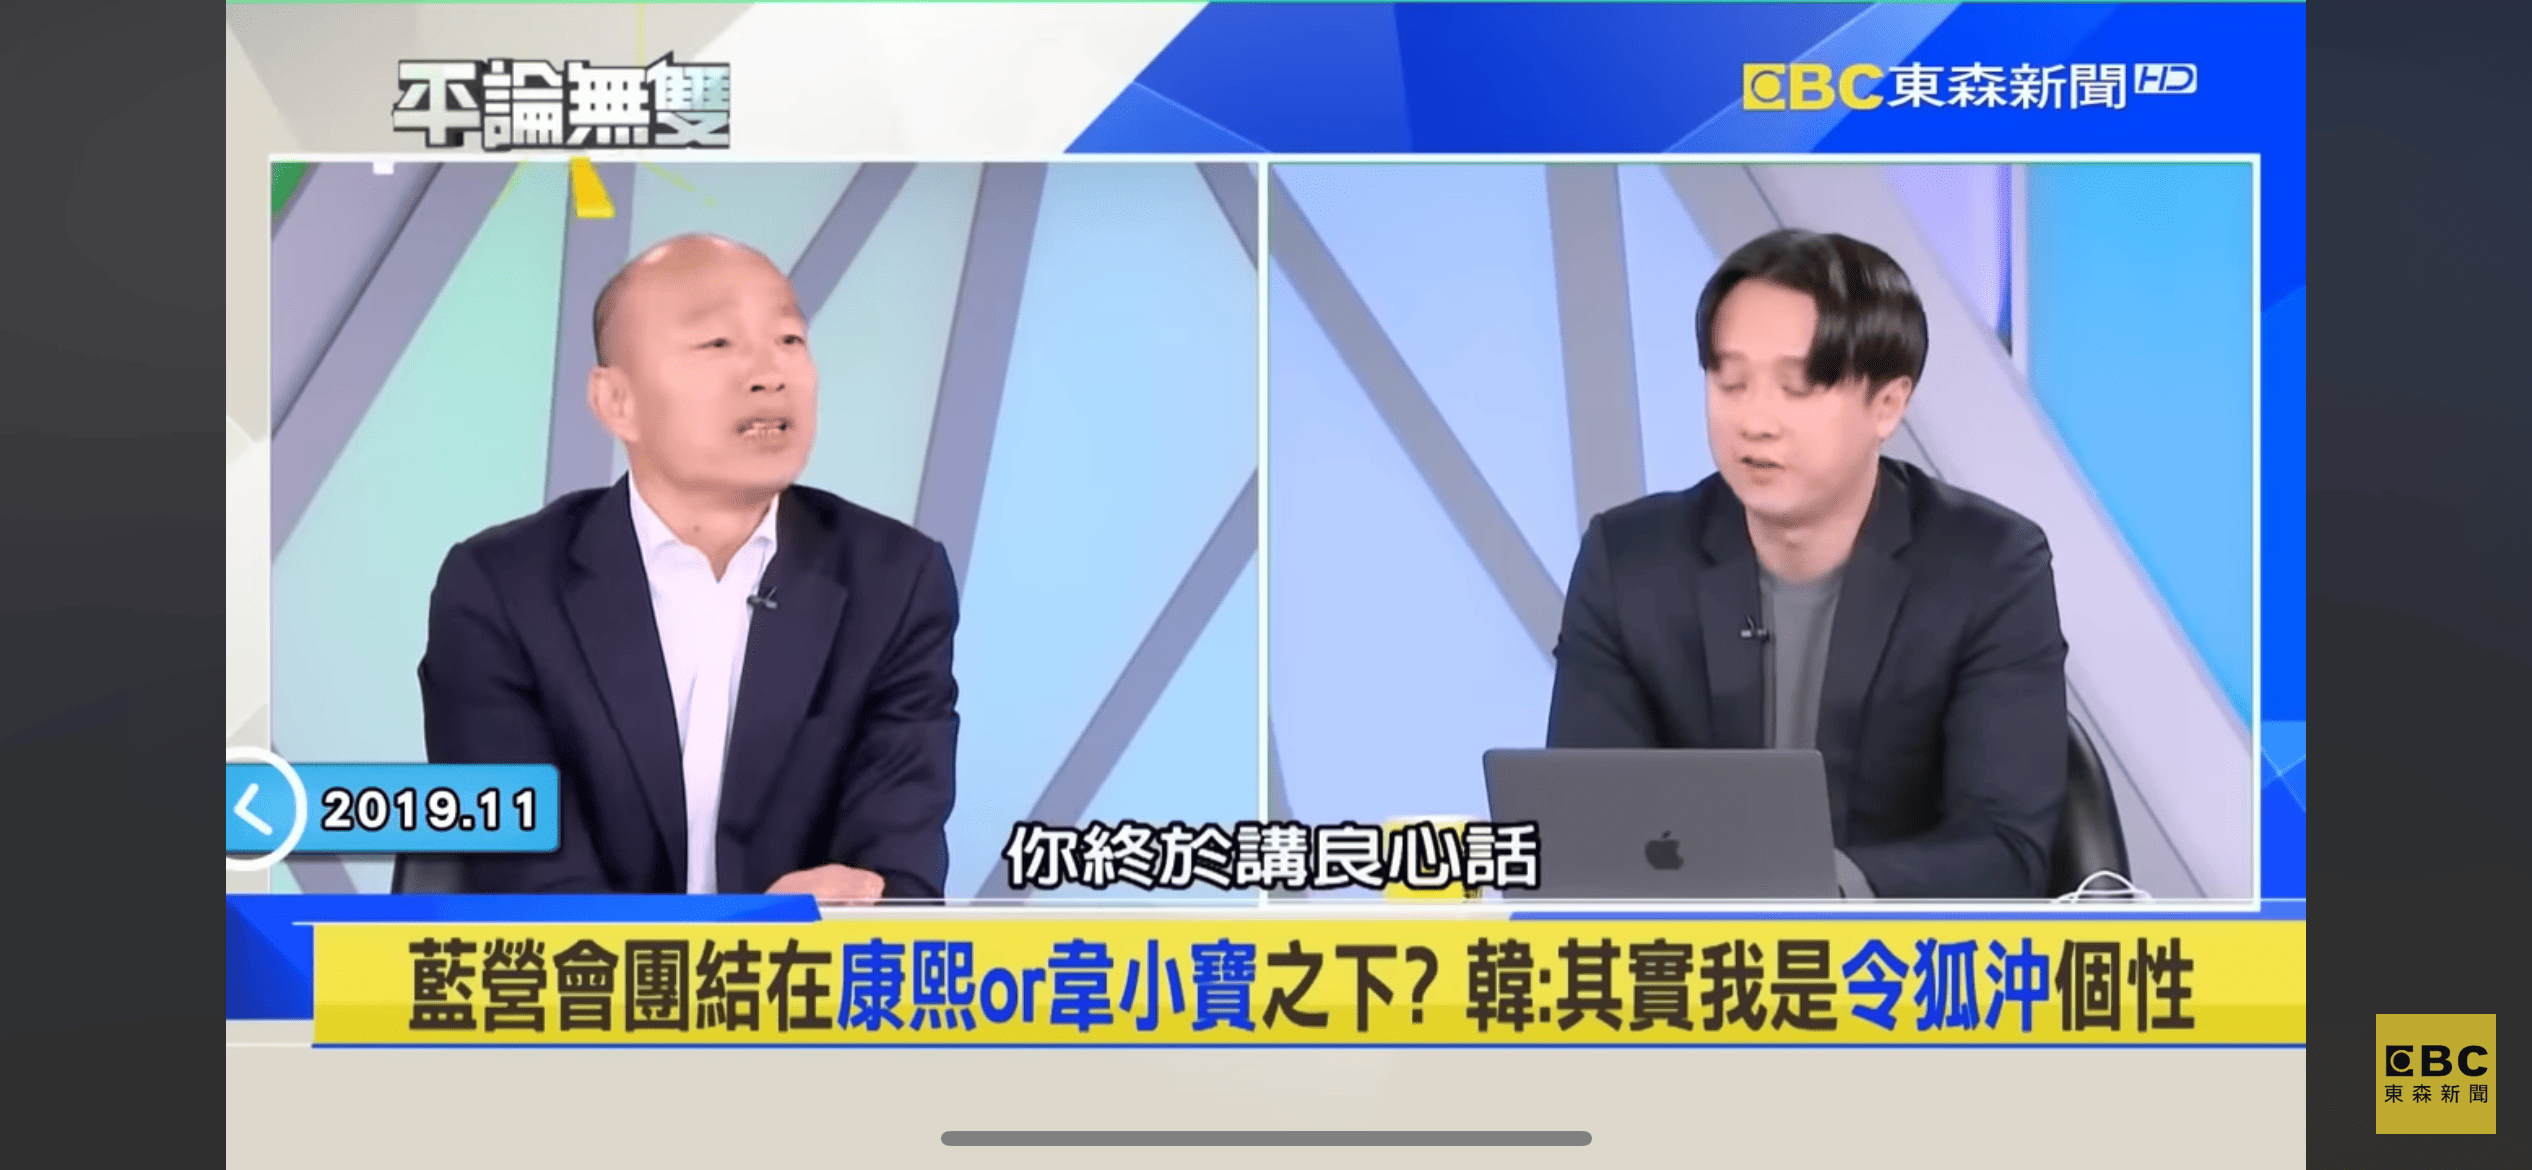 平論無雙
EBC東森新聞HD
2019.11
你終於講良心話
藍營會團結在康熙or韋小寶之下? 韓:其實我是令狐沖個性
EBC
東森新聞